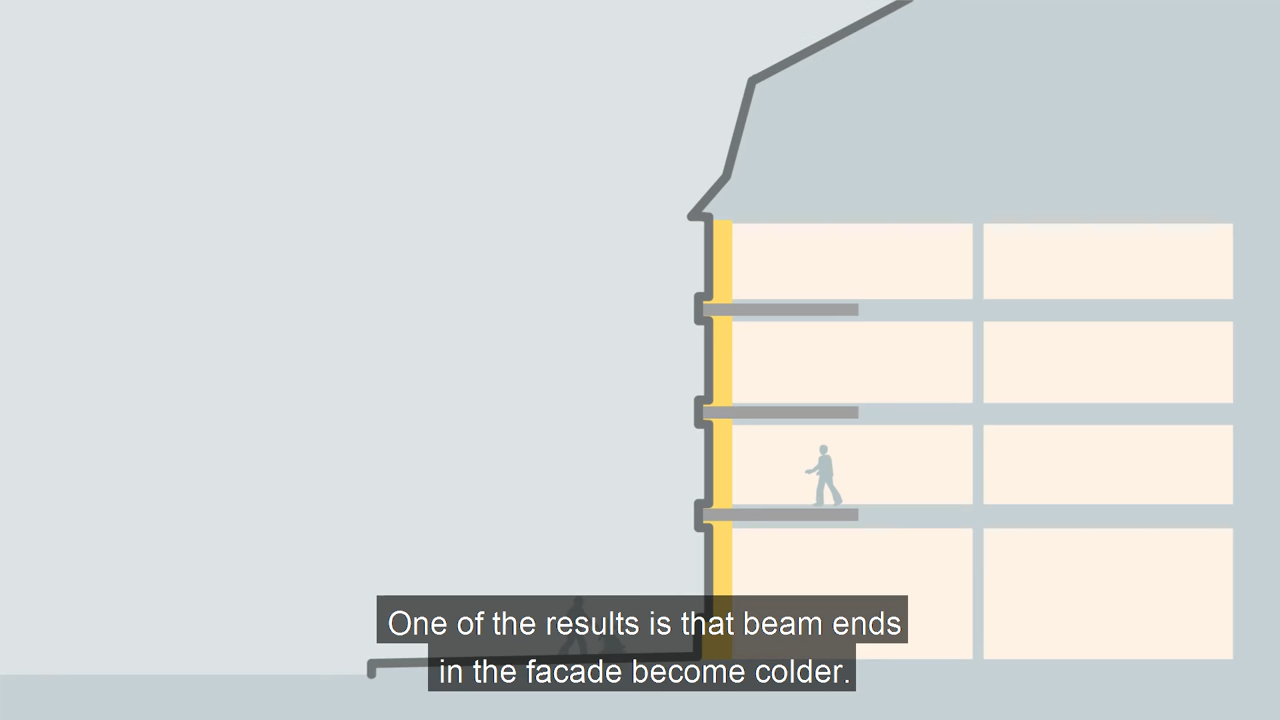 One of the results is that beam ends
in the facade become colder.